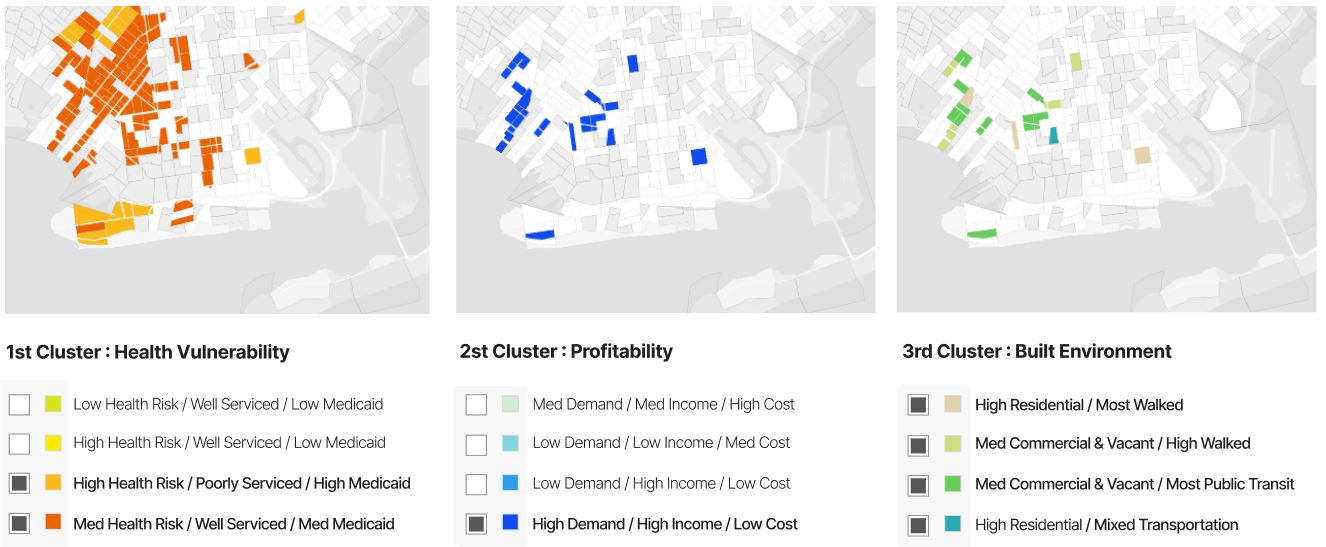 1st Cluster : Health Vulnerability
Low Health Risk / Well Serviced / Low Medicaid
High Health Risk / Well Serviced / Low Medicaid
High Health Risk / Poorly Serviced / High Medicaid
Med Health Risk / Well Serviced / Med Medicaid
2st Cluster : Profitability
Med Demand / Med Income / High Cost
Low Demand / Low Income / Med Cost
Low Demand / High Income / Low Cost
High Demand / High Income / Low Cost
3rd Cluster : Built Environment
High Residential / Most Walked
Med Commercial & Vacant / High Walked
Med Commercial & Vacant / Most Public Transit
High Residential / Mixed Transportation